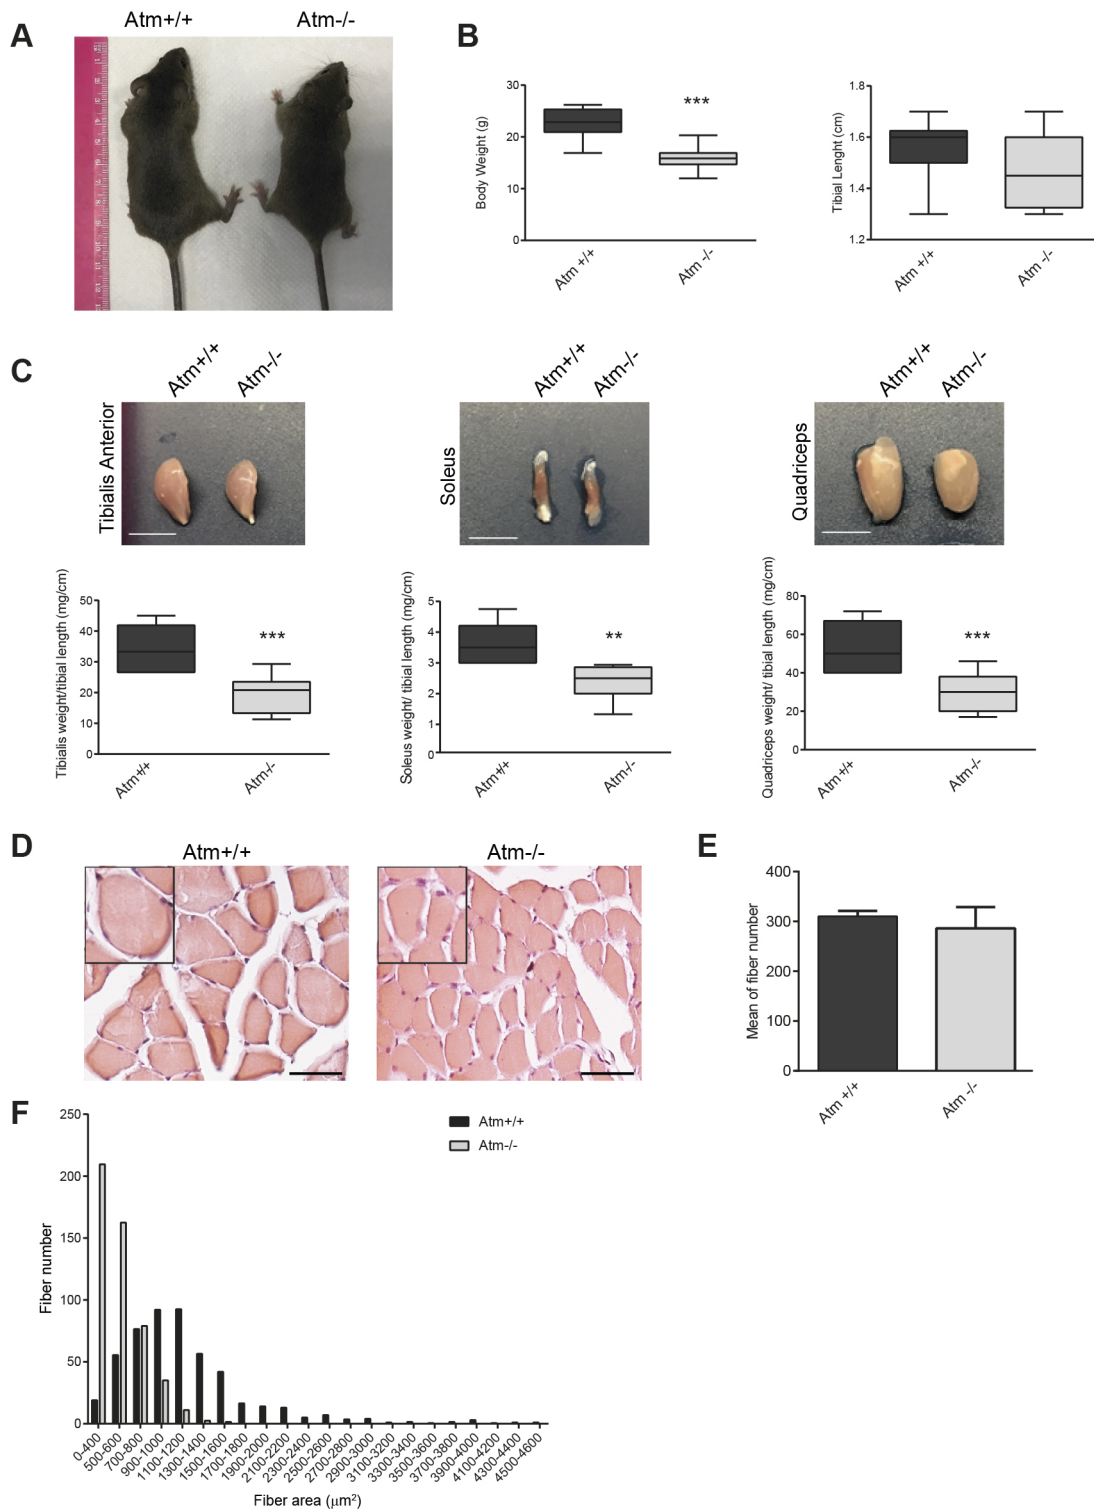 A
Atm+/+ Atm-/-
B
30
20
10
0
Body Weight (g)
***
Atm +/+
Atm -/-
1.8
1.6
1.4
1.2
Tibial Lenght (cm)
Atm +/+
Atm -/-
C
Atm+/+
Atm-/-
Tibialis Anterior
Atm+/+
Atm-/-
Soleus
Atm+/+
Atm-/-
Quadriceps
50
40
30
20
10
0
Tibialis weight/tibial length (mg/cm)
***
Atm+/+
Atm-/-
5
4
3
2
1
0
Soleus weight/ tibial length (mg/cm)
**
Atm+/+
Atm-/-
80
60
40
20
0
Quadriceps weight/ tibial length (mg/cm)
***
Atm+/+
Atm-/-
D
Atm+/+ Atm-/-
E
400
300
200
100
0
Mean of fiber number
Atm +/+
Atm -/-
F
250
200
150
100
50
0
Fiber number
Atm+/+
Atm-/-
0-400
500-600
700-800
900-1000
1100-1200
1300-1400
1500-1600
1700-1800
1900-2000
2100-2200
2300-2400
2500-2600
2700-2800
2900-3000
3100-3200
3300-3400
3500-3600
3700-3800
3900-4000
4100-4200
4300-4400
4500-4600
Fiber area (μm²)